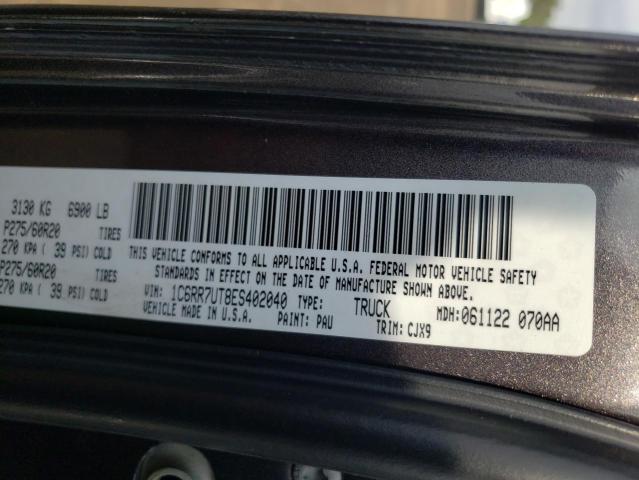 3130 KG 6900 LB
P275/60R20 TIRES
270 KPA ( 39 PSI) COLD
P275/60R20 TIRES
270 KPA ( 39 PSI) COLD
THIS VEHICLE CONFORMS TO ALL APPLICABLE U.S.A. FEDERAL MOTOR VEHICLE SAFETY
STANDARDS IN EFFECT ON THE DATE OF MANUFACTURE SHOWN ABOVE.
VIN: 1C6RR7UT8ES402040 TYPE: TRUCK MDH:061122 070AA
VEHICLE MADE IN U.S.A. PAINT: PAU TRIM: CJX9